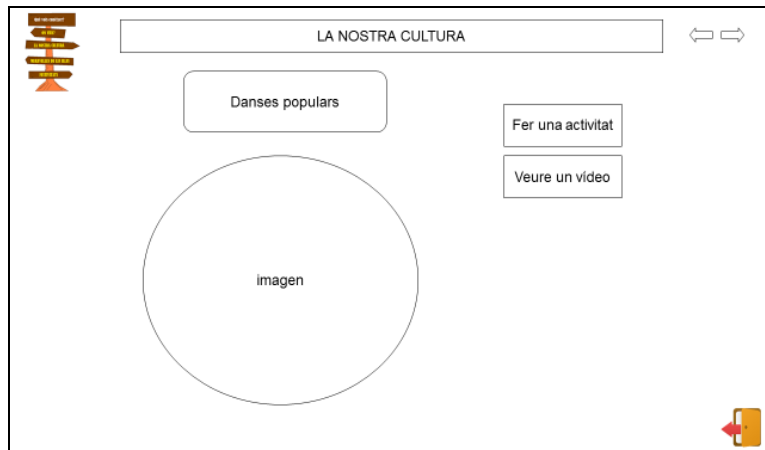 LA NOSTRA CULTURA
Danses populars
Fer una activitat
Veure un vídeo
imagen